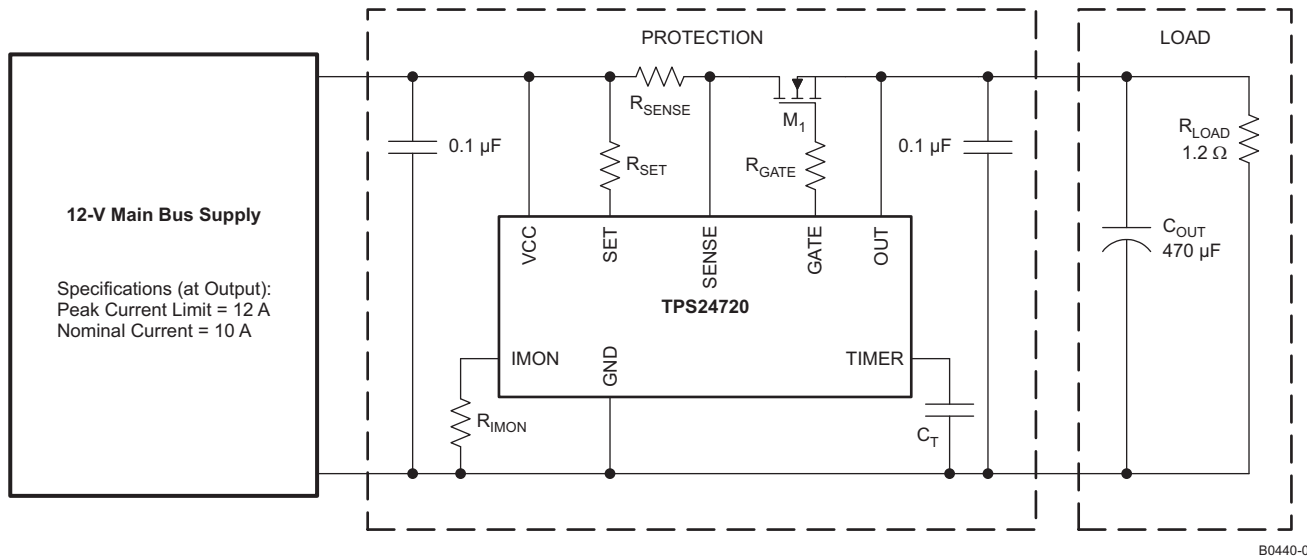 PROTECTION
LOAD
R_SENSE
M_1
0.1 µF
R_SET
R_GATE
0.1 µF
R_LOAD
1.2 Ω
12-V Main Bus Supply
Specifications (at Output):
Peak Current Limit = 12 A
Nominal Current = 10 A
VCC
SET
SENSE
GATE
OUT
TPS24720
C_OUT
470 µF
IMON
GND
TIMER
R_IMON
C_T